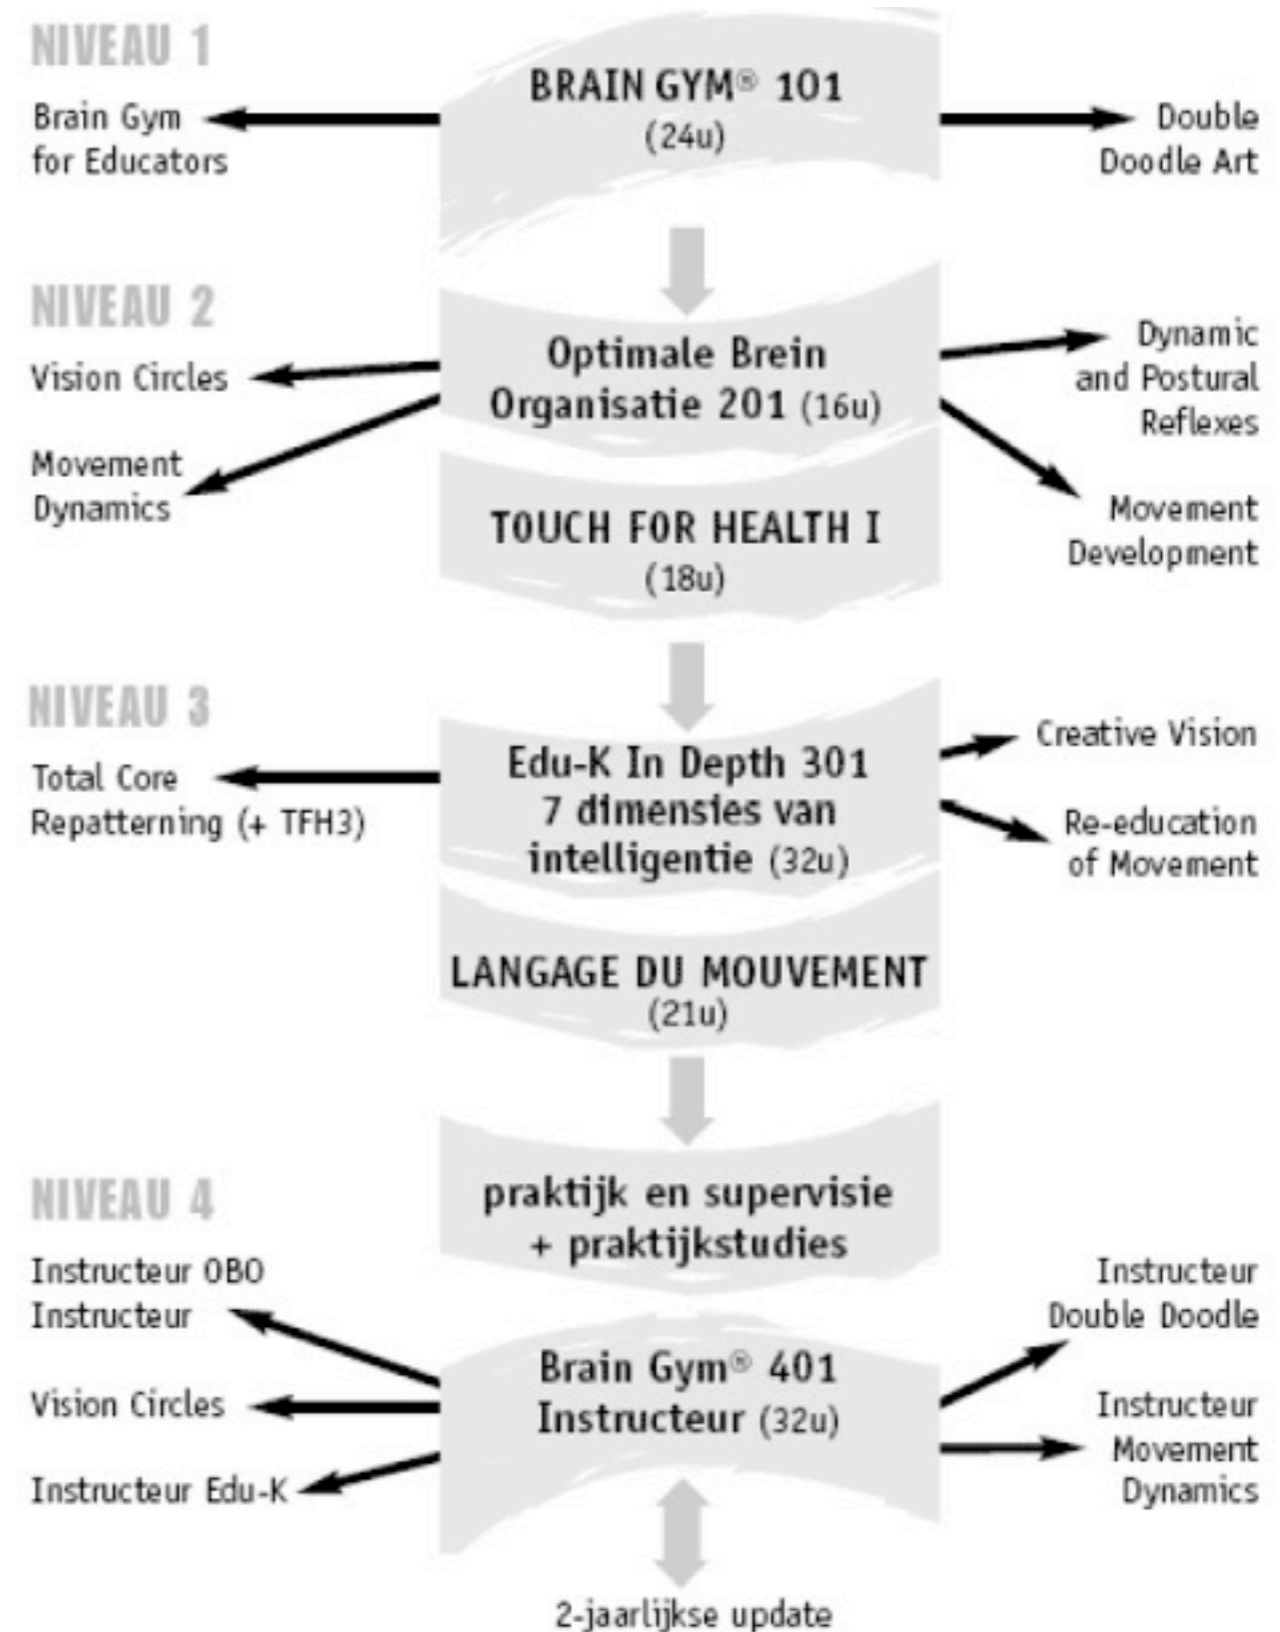 NIVEAU 1
BRAIN GYM® 101
(24u)
Brain Gym
for Educators
Double
Doodle Art
NIVEAU 2
Optimale Brein
Organisatie 201 (16u)
Vision Circles
Movement
Dynamics
Dynamic
and Postural
Reflexes
Movement
Development
TOUCH FOR HEALTH I
(18u)
NIVEAU 3
Edu-K In Depth 301
7 dimensies van
intelligentie (32u)
Total Core
Repatterning (+ TFH3)
Creative Vision
Re-education
of Movement
LANGAGE DU MOUVEMENT
(21u)
NIVEAU 4
praktijk en supervisie
+ praktijkstudies
Instructeur OBO
Instructeur
Vision Circles
Instructeur Edu-K
Brain Gym® 401
Instructeur (32u)
Instructeur
Double Doodle
Instructeur
Movement
Dynamics
2-jaarlijkse update